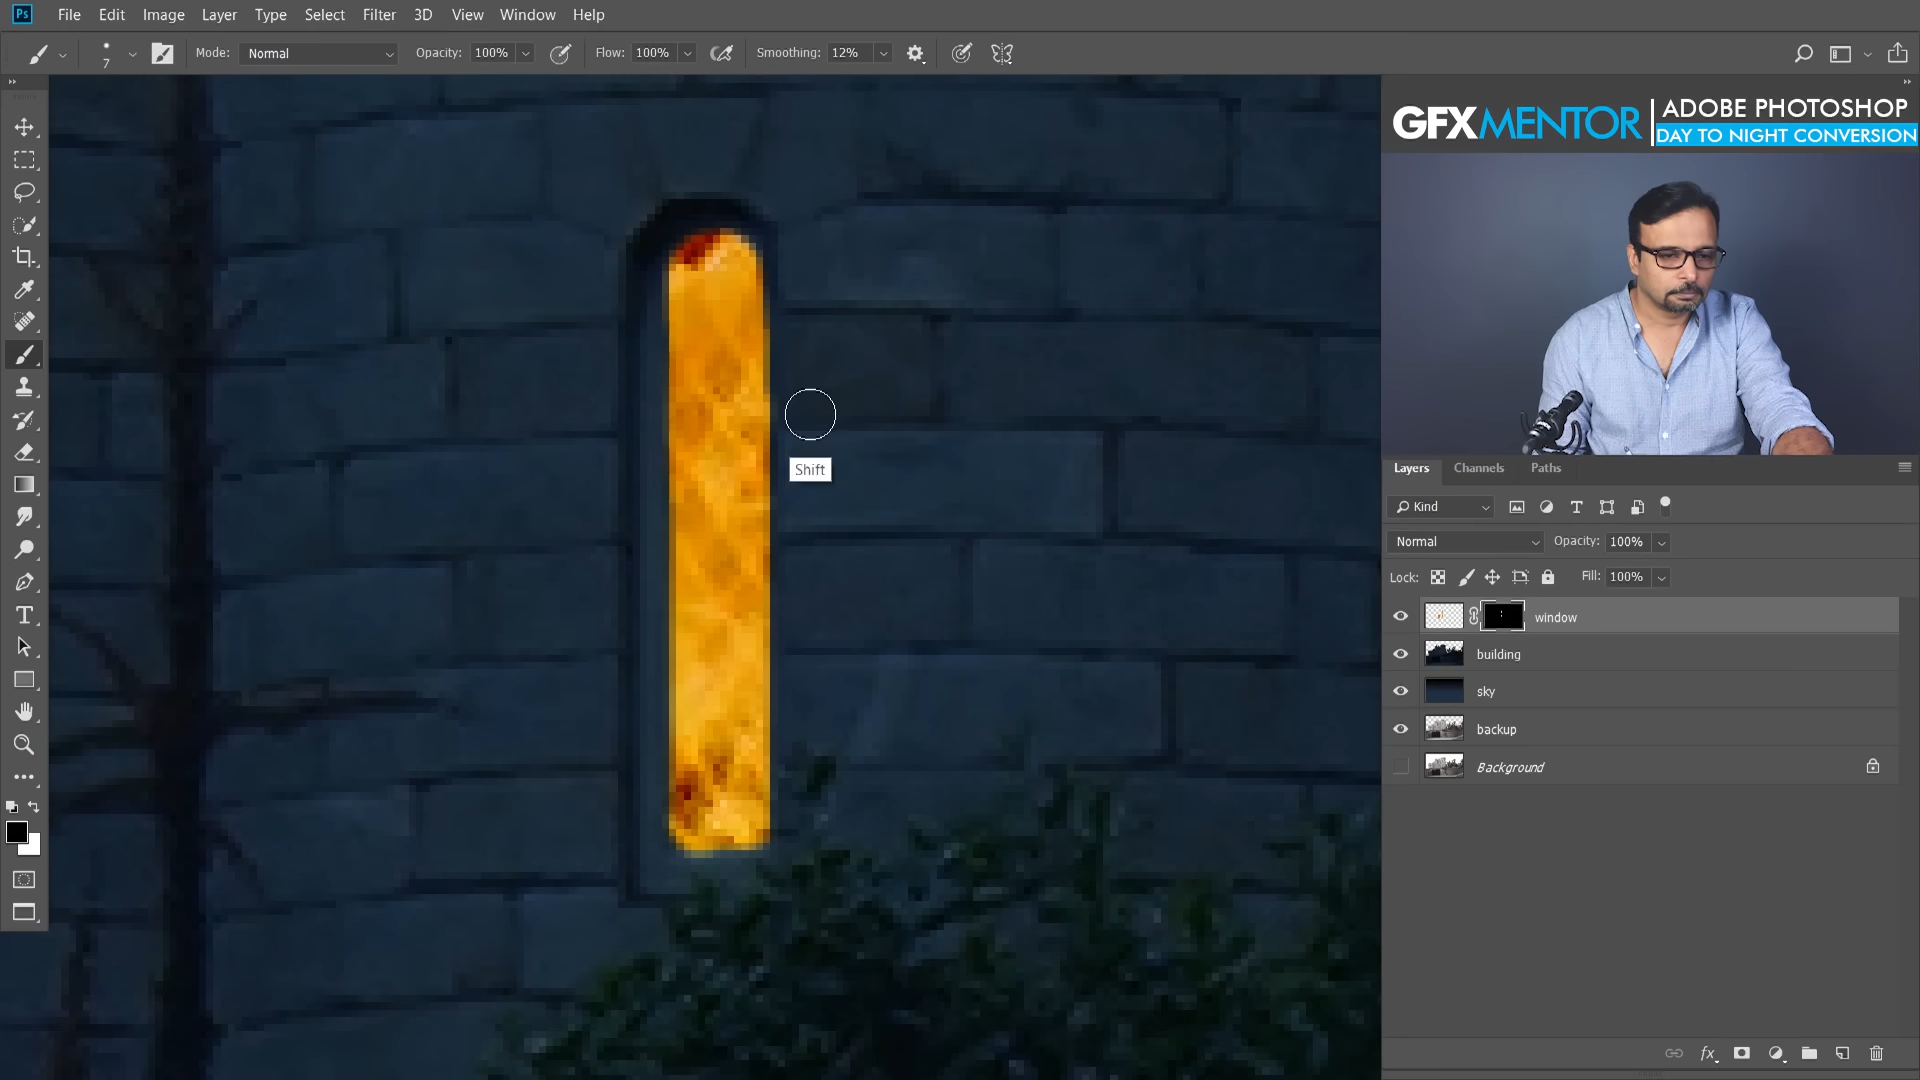 Ps File Edit Image Layer Type Select Filter 3D View Window Help
7 Mode: Normal Opacity: 100% Flow: 100% Smoothing: 12%
GFXMENTOR ADOBE PHOTOSHOP
DAY TO NIGHT CONVERSION
Shift
Layers Channels Paths
Kind
Normal Opacity: 100%
Lock: Fill: 100%
window
building
sky
backup
Background
fx